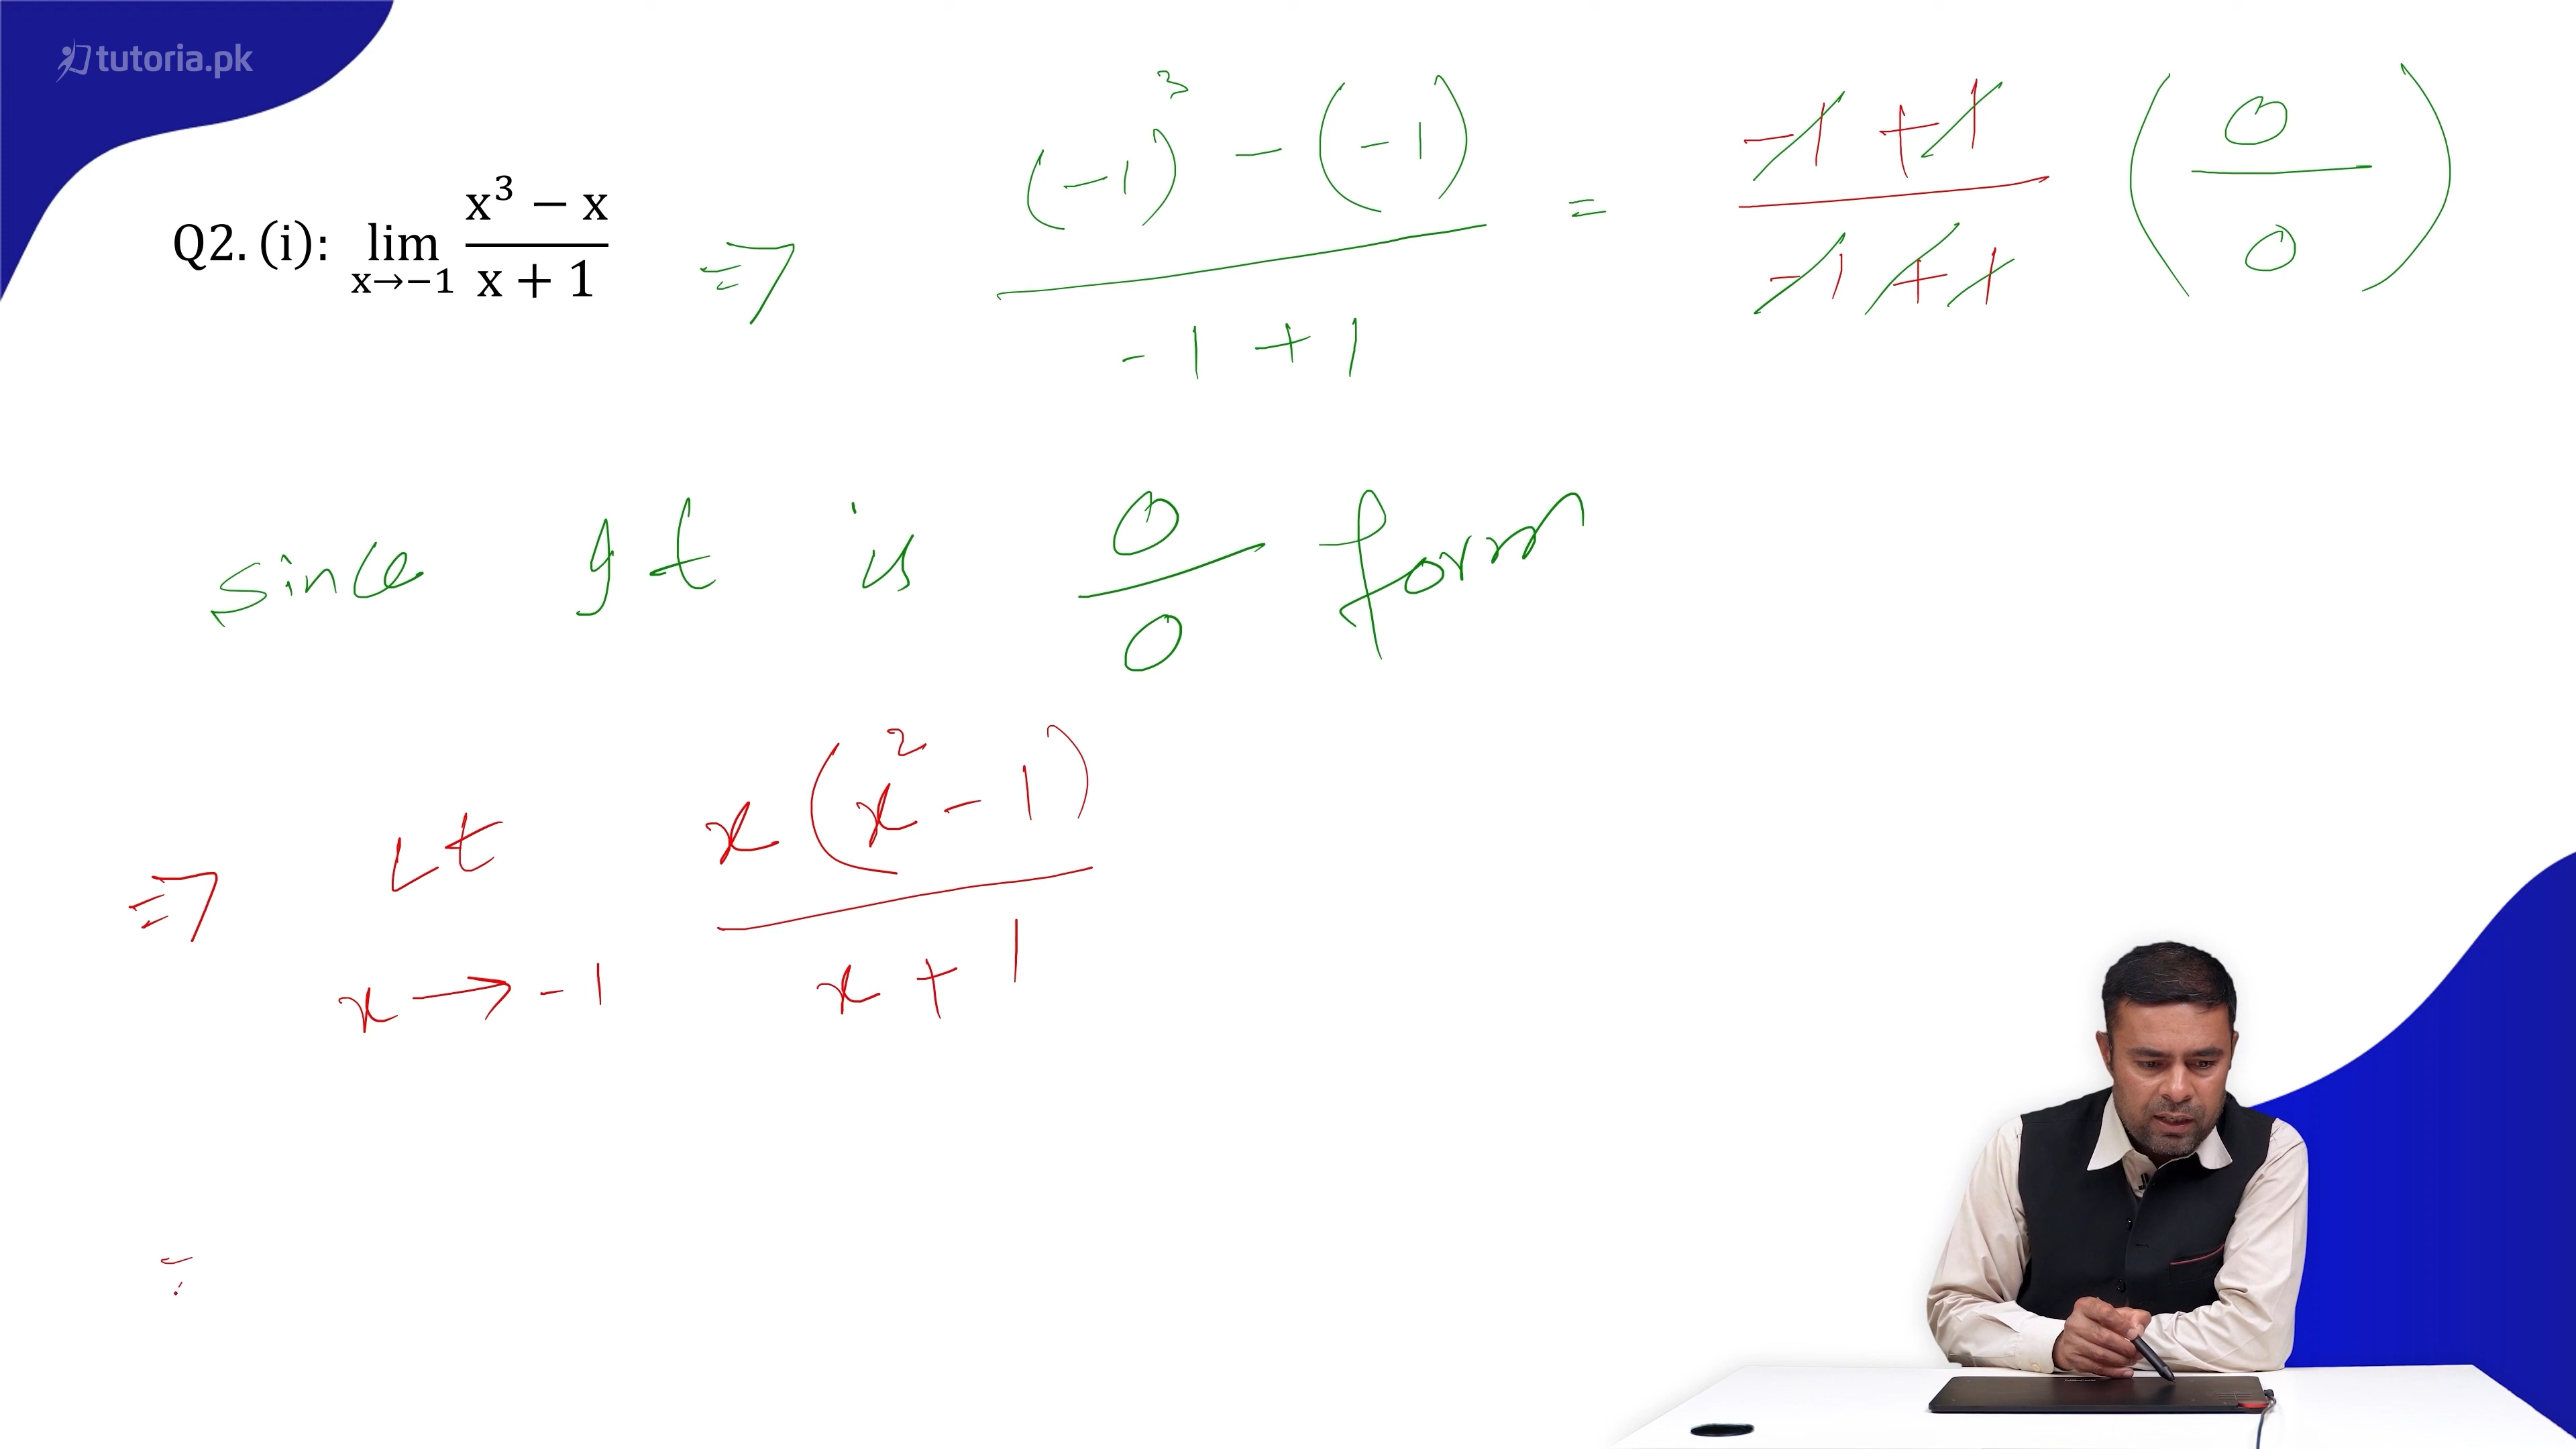 tutoria.pk
Q2. (i): lim x→−1 (x³ − x)/(x + 1) ⇒ ((-1)³ - (-1))/(-1 + 1) = (-1 + 1)/(-1 + 1) (0/0)
since It is 0/0 form
⇒ Lt x → -1 x(x² - 1)/(x + 1)